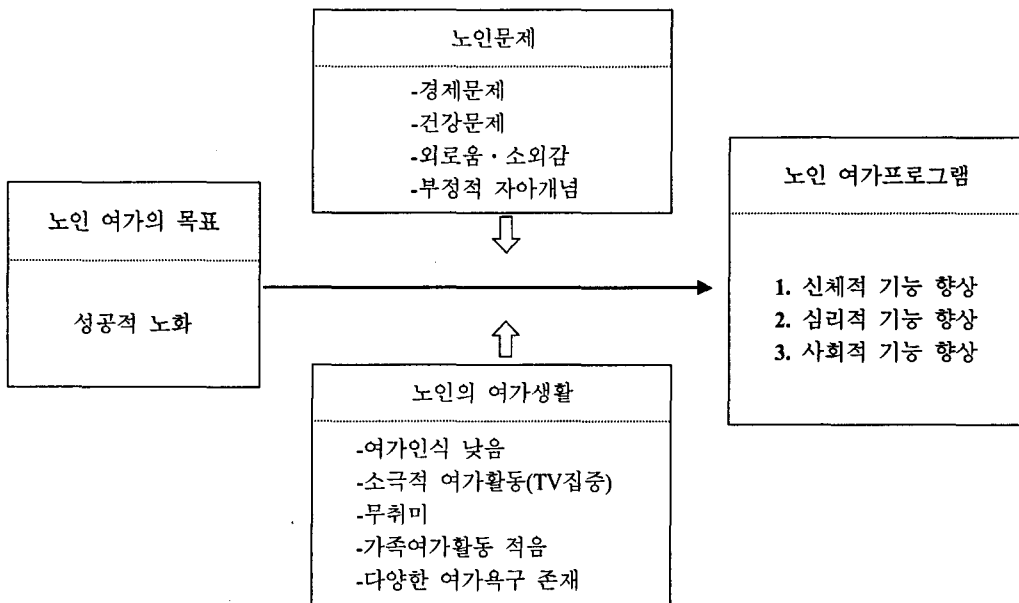 노인문제
-경제문제
-건강문제
-외로움·소외감
-부정적 자아개념
노인 여가의 목표
성공적 노화
노인 여가프로그램
1. 신체적 기능 향상
2. 심리적 기능 향상
3. 사회적 기능 향상
노인의 여가생활
-여가인식 낮음
-소극적 여가활동(TV집중)
-무취미
-가족여가활동 적음
-다양한 여가욕구 존재